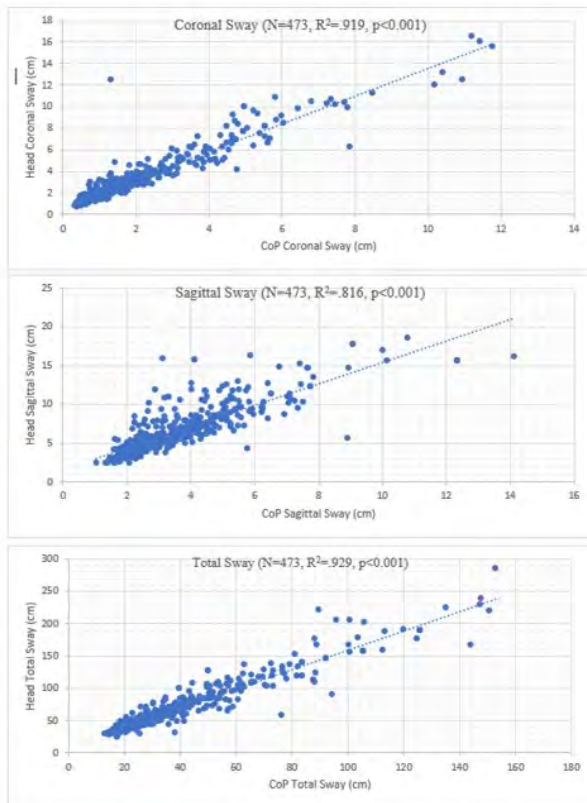 Coronal Sway (N=473, R²=.919, p<0.001)
18
16
14
12
10
8
6
4
2
0
Head Coronal Sway (cm)
0 2 4 6 8 10 12 14
CoP Coronal Sway (cm)
Sagittal Sway (N=473, R²=.816, p<0.001)
25
20
15
10
5
0
Head Sagittal Sway (cm)
0 2 4 6 8 10 12 14 16
CoP Sagittal Sway (cm)
Total Sway (N=473, R²=.929, p<0.001)
300
250
200
150
100
50
0
Head Total Sway (cm)
0 20 40 60 80 100 120 140 160 180
CoP Total Sway (cm)